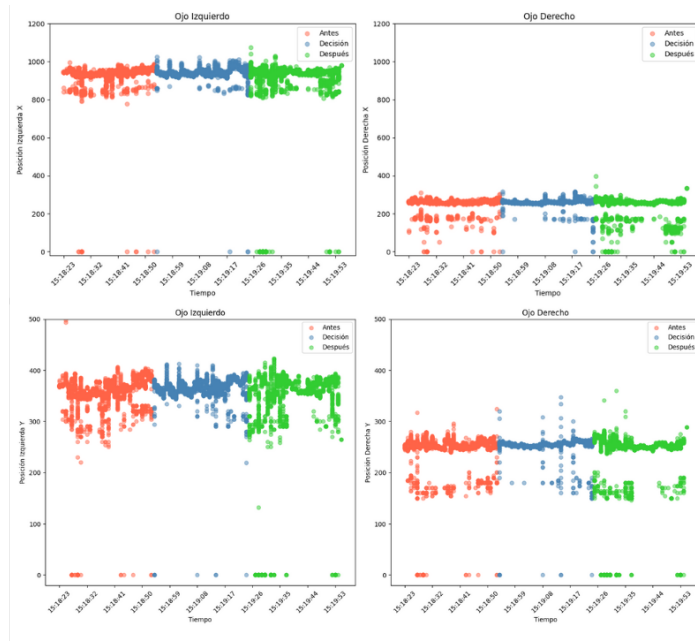 Ojo Izquierdo
1200
1000
800
600
400
200
0
Posición Izquierda X
Antes
Decisión
Después
15:18:23
15:18:32
15:18:41
15:18:50
15:18:59
15:19:08
15:19:17
15:19:26
15:19:35
15:19:44
15:19:53
Tiempo
Ojo Derecho
1200
1000
800
600
400
200
0
Posición Derecha X
Antes
Decisión
Después
15:18:23
15:18:32
15:18:41
15:18:50
15:18:59
15:19:08
15:19:17
15:19:26
15:19:35
15:19:44
15:19:53
Tiempo
Ojo Izquierdo
500
400
300
200
100
0
Posición Izquierda Y
Antes
Decisión
Después
15:18:23
15:18:32
15:18:41
15:18:50
15:18:59
15:19:08
15:19:17
15:19:26
15:19:35
15:19:44
15:19:53
Tiempo
Ojo Derecho
500
400
300
200
100
0
Posición Derecha Y
Antes
Decisión
Después
15:18:23
15:18:32
15:18:41
15:18:50
15:18:59
15:19:08
15:19:17
15:19:26
15:19:35
15:19:44
15:19:53
Tiempo